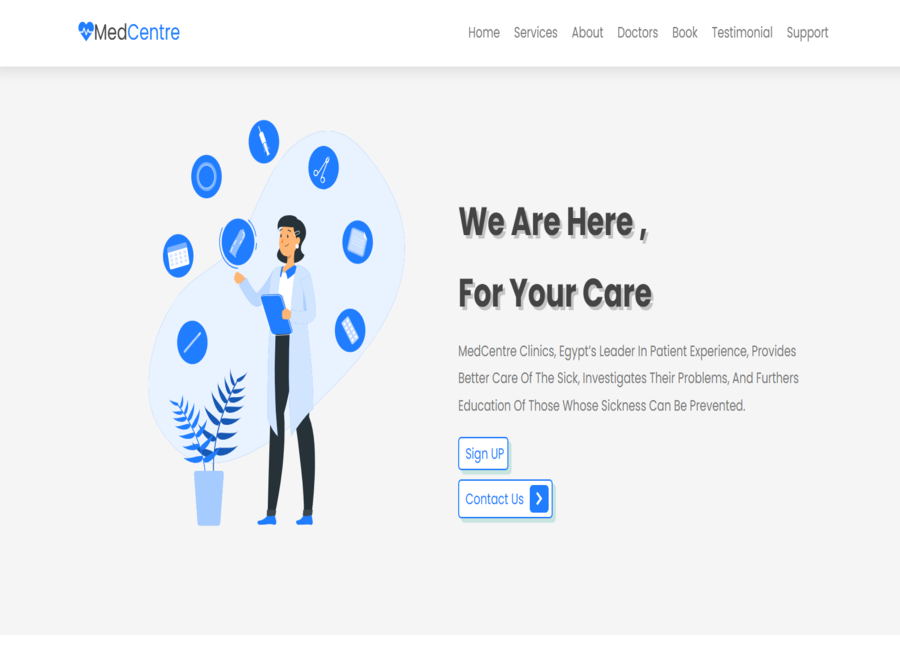 MedCentre
Home Services About Doctors Book Testimonial Support
We Are Here ,
For Your Care
MedCentre Clinics, Egypt's Leader In Patient Experience, Provides
Better Care Of The Sick, Investigates Their Problems, And Furthers
Education Of Those Whose Sickness Can Be Prevented.
Sign UP
Contact Us